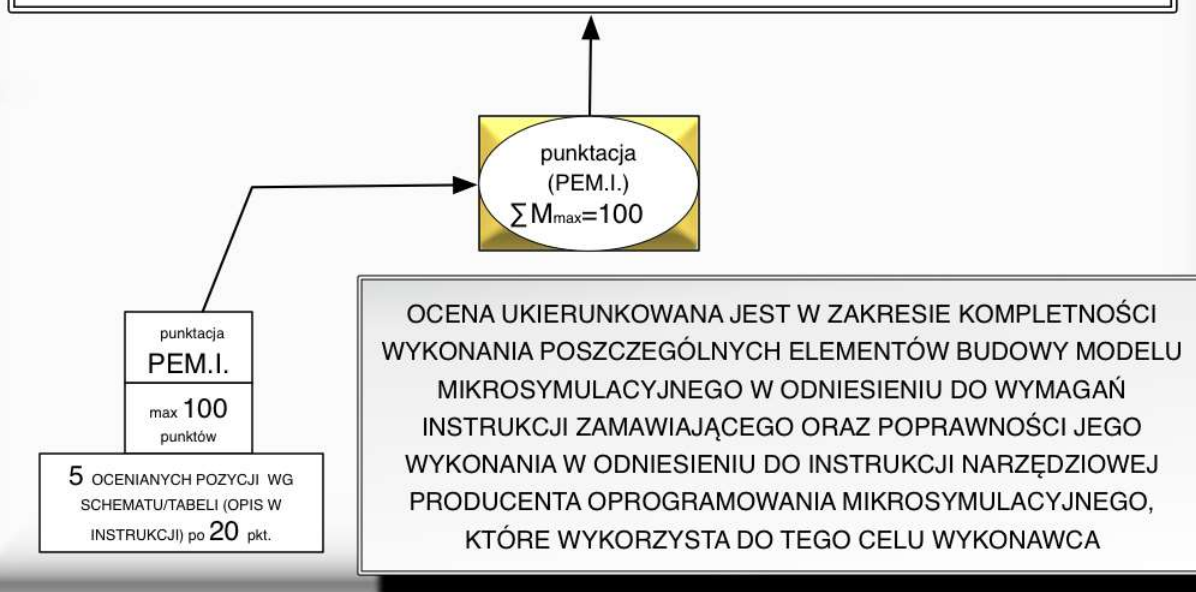 punktacja
(PEM.I.)
∑Mmax=100
punktacja
PEM.I.
max 100
punktów
5 OCENIANYCH POZYCJI WG
SCHEMATU/TABELI (OPIS W
INSTRUKCJI) po 20 pkt.
OCENA UKIERUNKOWANA JEST W ZAKRESIE KOMPLETNOŚCI
WYKONANIA POSZCZEGÓLNYCH ELEMENTÓW BUDOWY MODELU
MIKROSYMULACYJNEGO W ODNIESIENIU DO WYMAGAŃ
INSTRUKCJI ZAMAWIAJĄCEGO ORAZ POPRAWNOŚCI JEGO
WYKONANIA W ODNIESIENIU DO INSTRUKCJI NARZĘDZIOWEJ
PRODUCENTA OPROGRAMOWANIA MIKROSYMULACYJNEGO,
KTÓRE WYKORZYSTA DO TEGO CELU WYKONAWCA